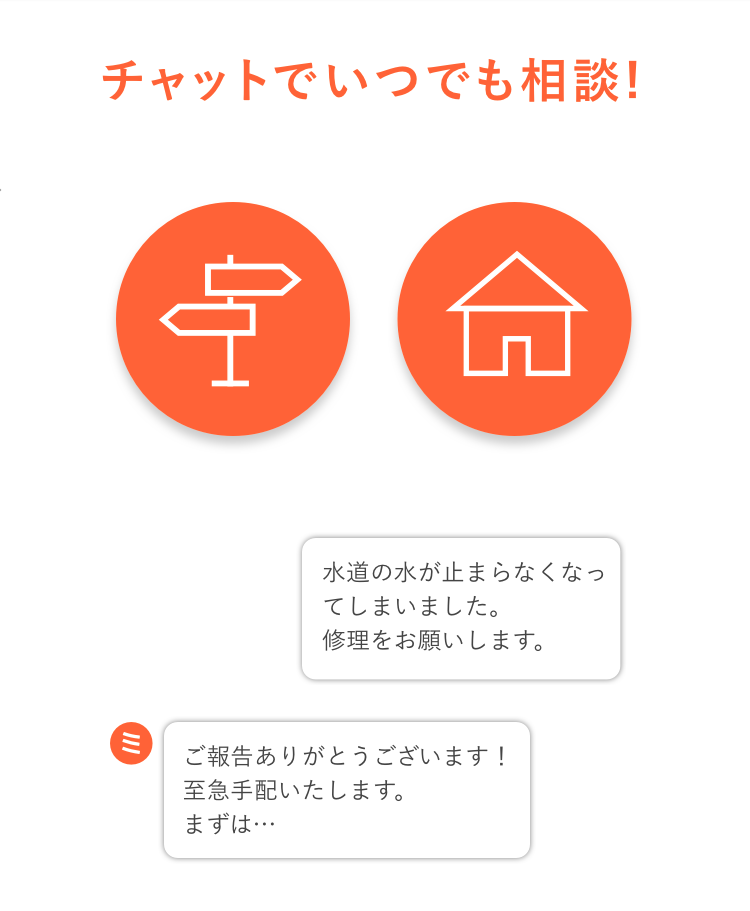 チャットでいつでも相談!
水道の水が止まらなくなっ
てしまいました。
修理をお願いします。
ミ
ご報告ありがとうございます！
至急手配いたします。
まずは…